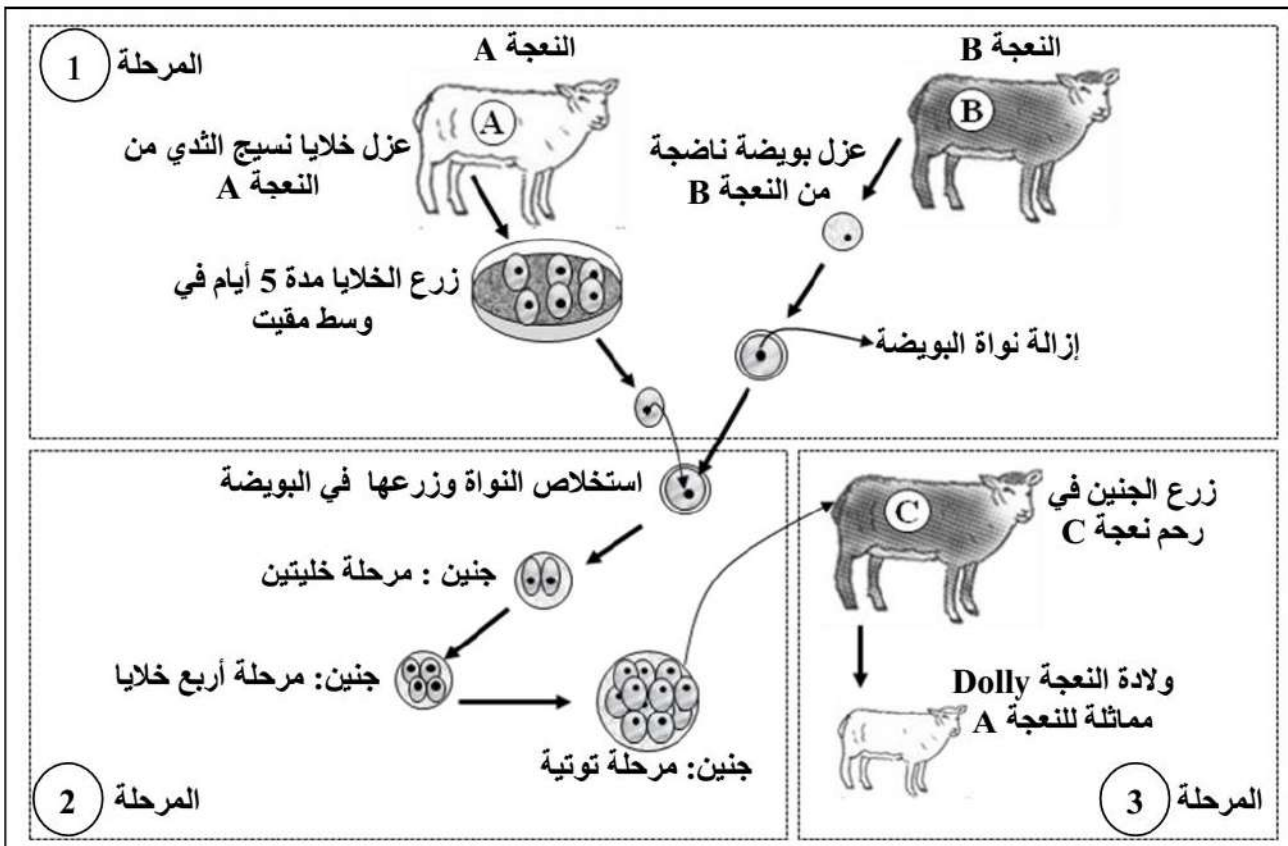 المرحلة 1
النعجة A
النعجة B
A
B
عزل خلايا نسيج الثدي من
النعجة A
عزل بويضة ناضجة
من النعجة B
زرع الخلايا مدة 5 أيام في
وسط مقيت
إزالة نواة البويضة
استخلاص النواة وزرعها في البويضة
جنين : مرحلة خليتين
جنين: مرحلة أربع خلايا
جنين: مرحلة توتية
المرحلة 2
C
زرع الجنين في
رحم نعجة C
ولادة النعجة Dolly
مماثلة للنعجة A
المرحلة 3